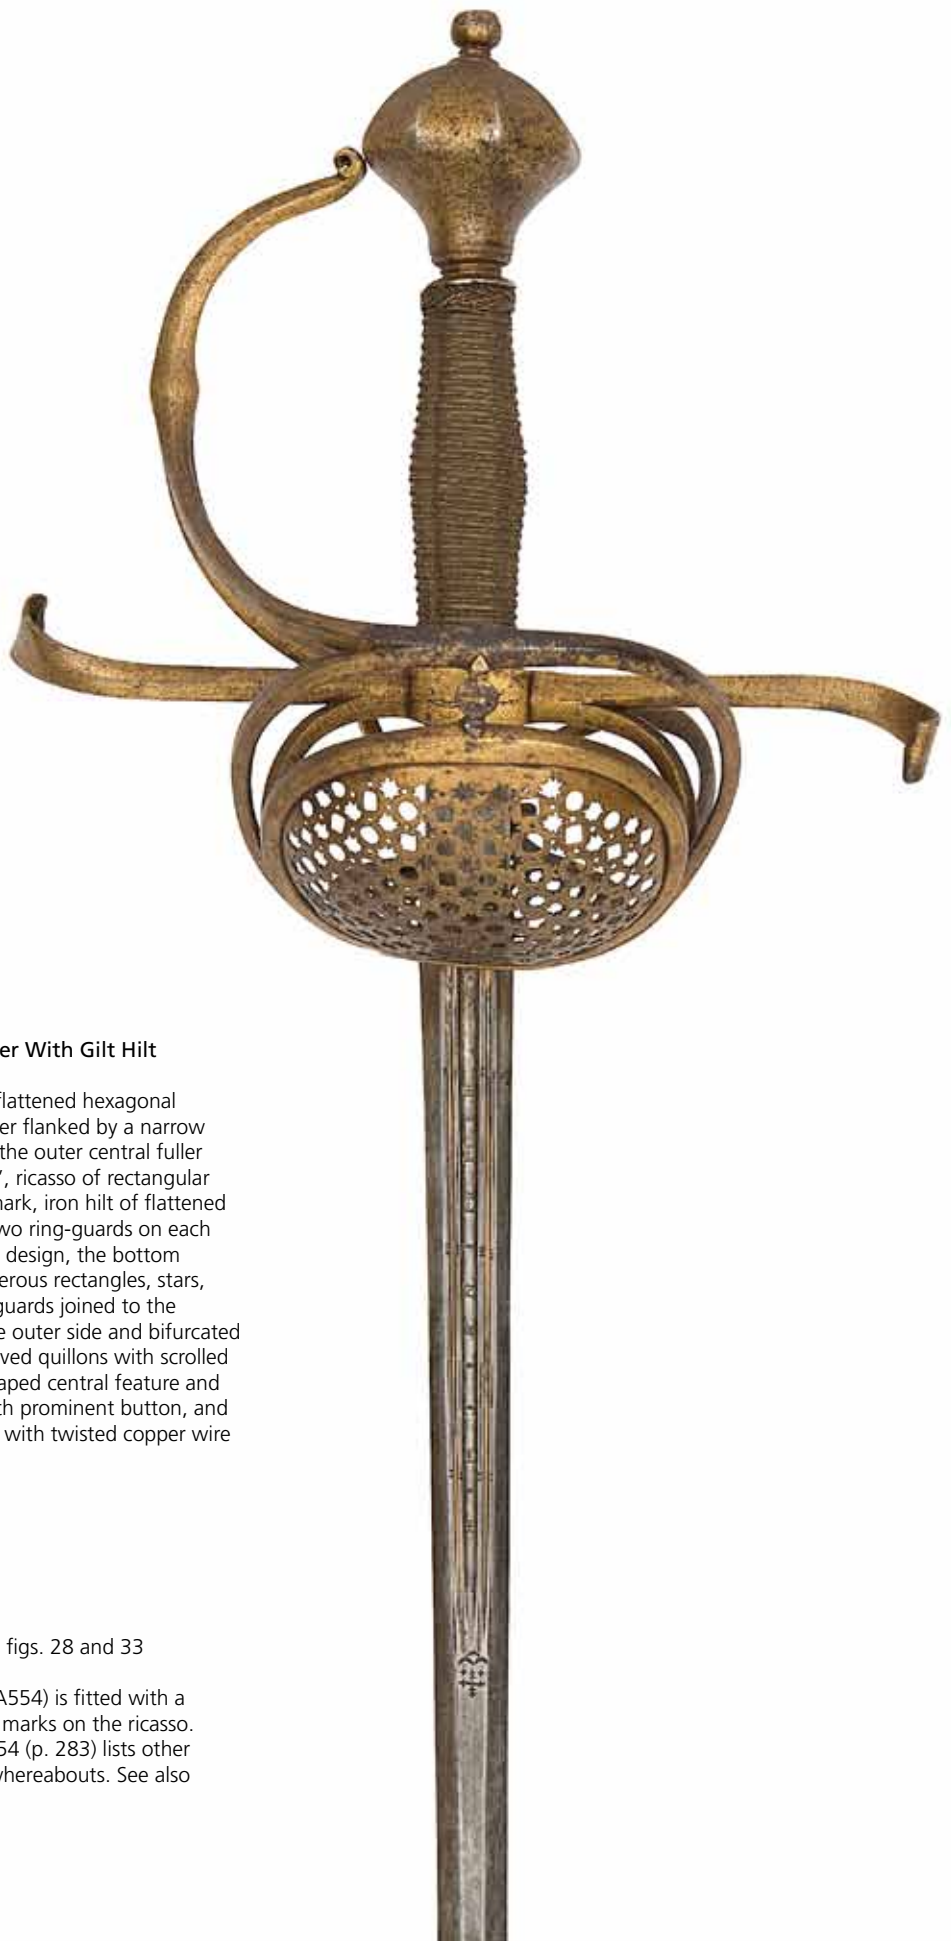 er With Gilt Hilt
flattened hexagonal
er flanked by a narrow
the outer central fuller
’, ricasso of rectangular
mark, iron hilt of flattened
wo ring-guards on each
design, the bottom
erous rectangles, stars,
guards joined to the
e outer side and bifurcated
ved quillons with scrolled
aped central feature and
th prominent button, and
with twisted copper wire
figs. 28 and 33
A554) is fitted with a
marks on the ricasso.
54 (p. 283) lists other
whereabouts. See also